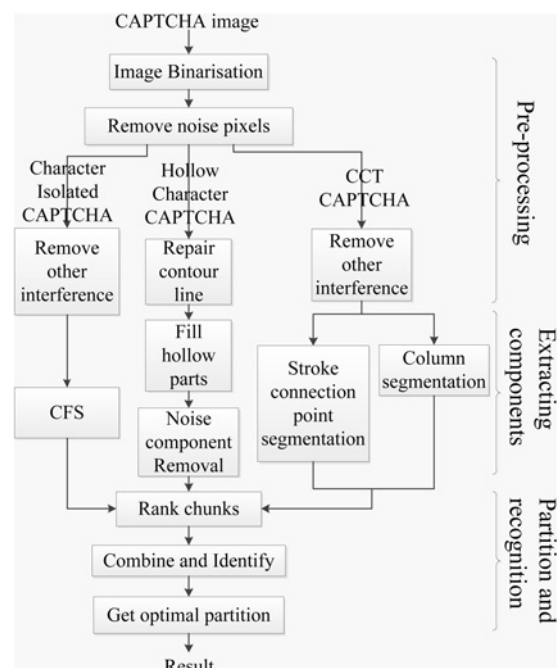 CAPTCHA image
Image Binarisation
Remove noise pixels
Character
Isolated
CAPTCHA
Hollow
Character
CAPTCHA
CCT
CAPTCHA
Remove
other
interference
Repair
contour
line
Remove
other
interference
Fill
hollow
parts
Stroke
connection
point
segmentation
Column
segmentation
CFS
Noise
component
Removal
Rank chunks
Combine and Identify
Get optimal partition
Result
Pre-processing
Extracting
components
Partition and
recognition